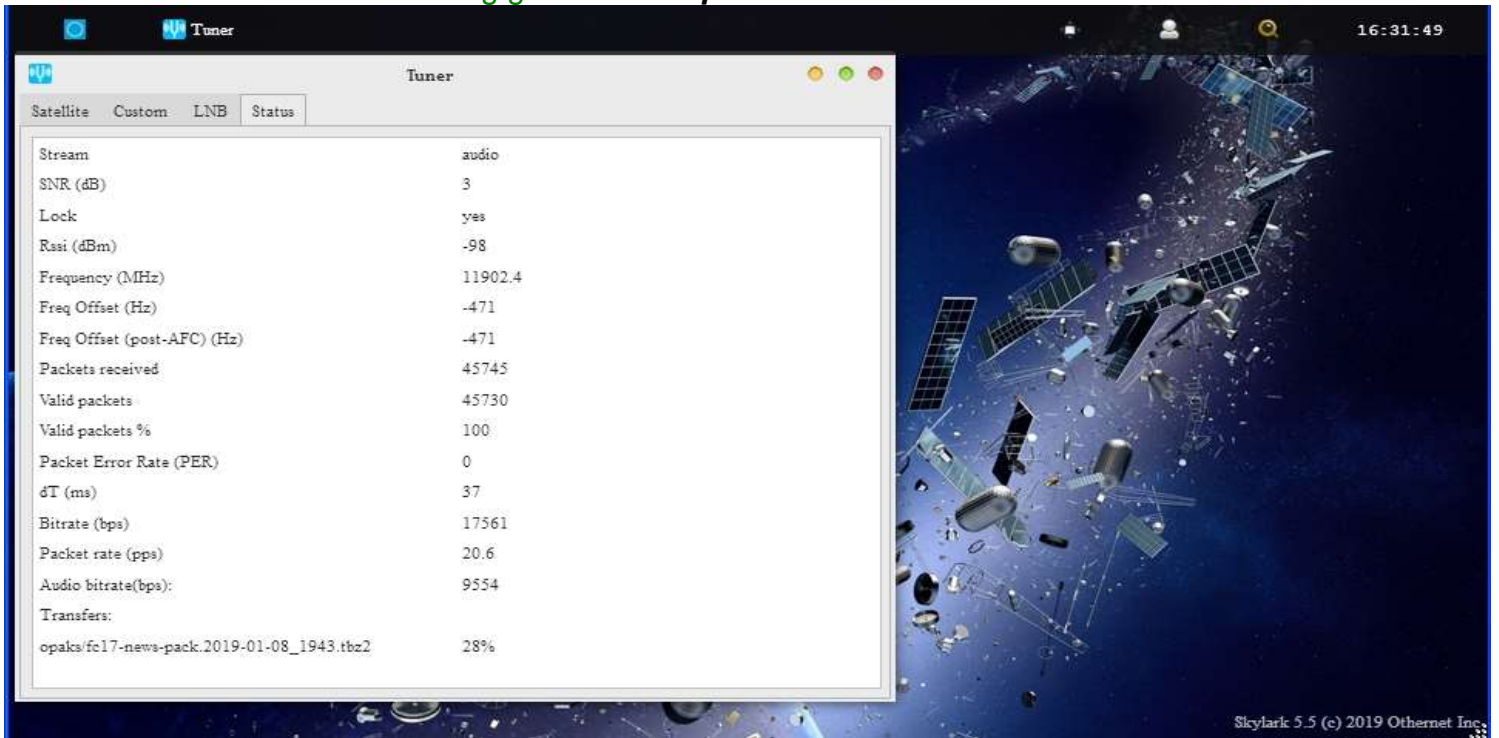 Tuner
16:31:49
Tuner
Satellite Custom LNB Status
Stream audio
SNR (dB) 3
Lock yes
Rssi (dBm) -98
Frequency (MHz) 11902.4
Freq Offset (Hz) -471
Freq Offset (post-AFC) (Hz) -471
Packets received 45745
Valid packets 45730
Valid packets % 100
Packet Error Rate (PER) 0
dT (ms) 37
Bitrate (bps) 17561
Packet rate (pps) 20.6
Audio bitrate(bps): 9554
Transfers:
opaks/fc17-news-pack.2019-01-08_1943.tbz2 28%
Skylark 5.5 (c) 2019 Othernet Inc.